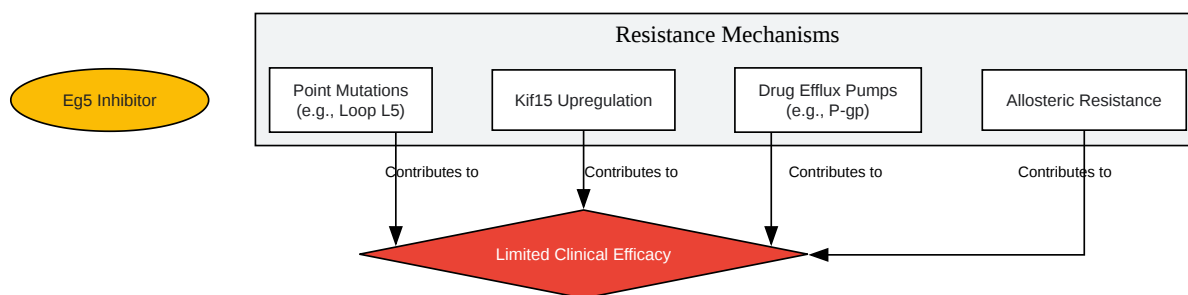 Resistance Mechanisms
Eg5 Inhibitor
Point Mutations
(e.g., Loop L5)
Kif15 Upregulation
Drug Efflux Pumps
(e.g., P-gp)
Allosteric Resistance
Contributes to
Contributes to
Contributes to
Contributes to
Limited Clinical Efficacy